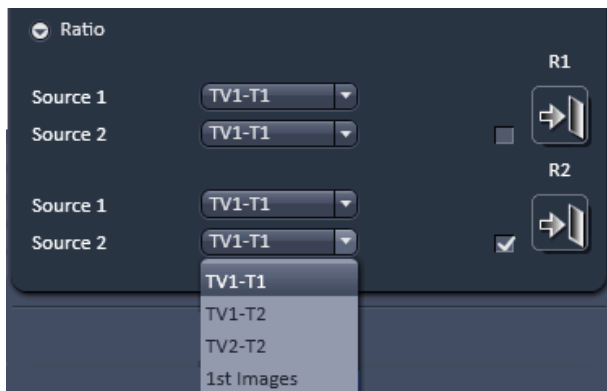 Ratio
R1
Source 1 TV1-T1
Source 2 TV1-T1
R2
Source 1 TV1-T1
Source 2 TV1-T1
TV1-T1
TV1-T2
TV2-T2
1st Images